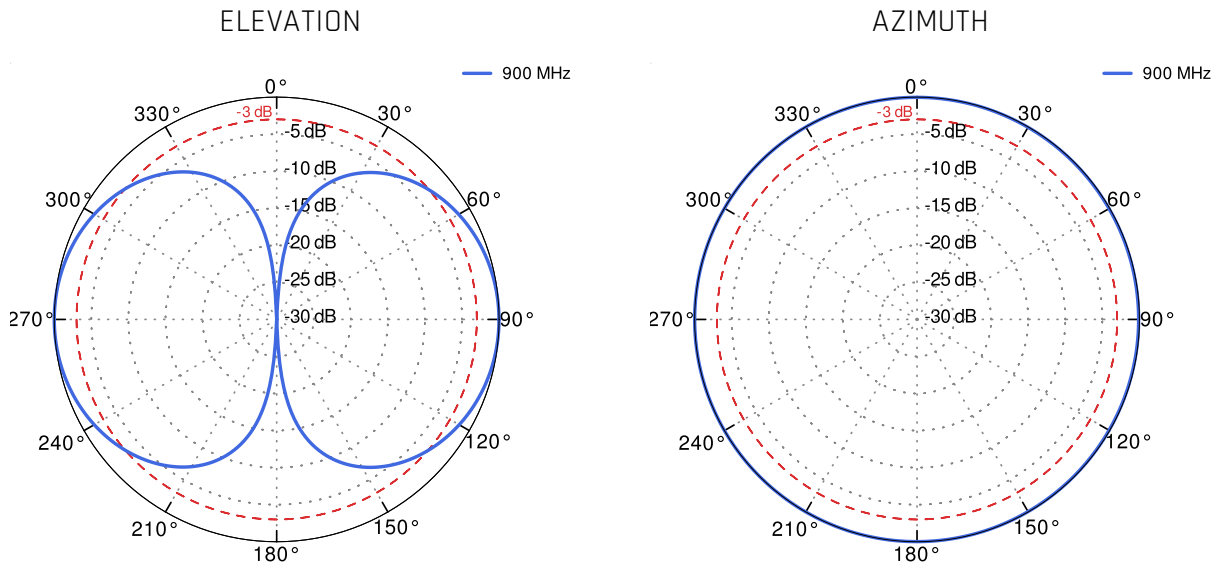 ELEVATION
900 MHz
0°
330°
-3 dB
30°
-5 dB
-10 dB
300°
-15 dB
60°
-20 dB
-25 dB
270°
-30 dB
90°
240°
120°
210°
150°
180°
AZIMUTH
900 MHz
0°
330°
-3 dB
30°
-5 dB
-10 dB
300°
-15 dB
60°
-20 dB
-25 dB
270°
-30 dB
90°
240°
120°
210°
150°
180°